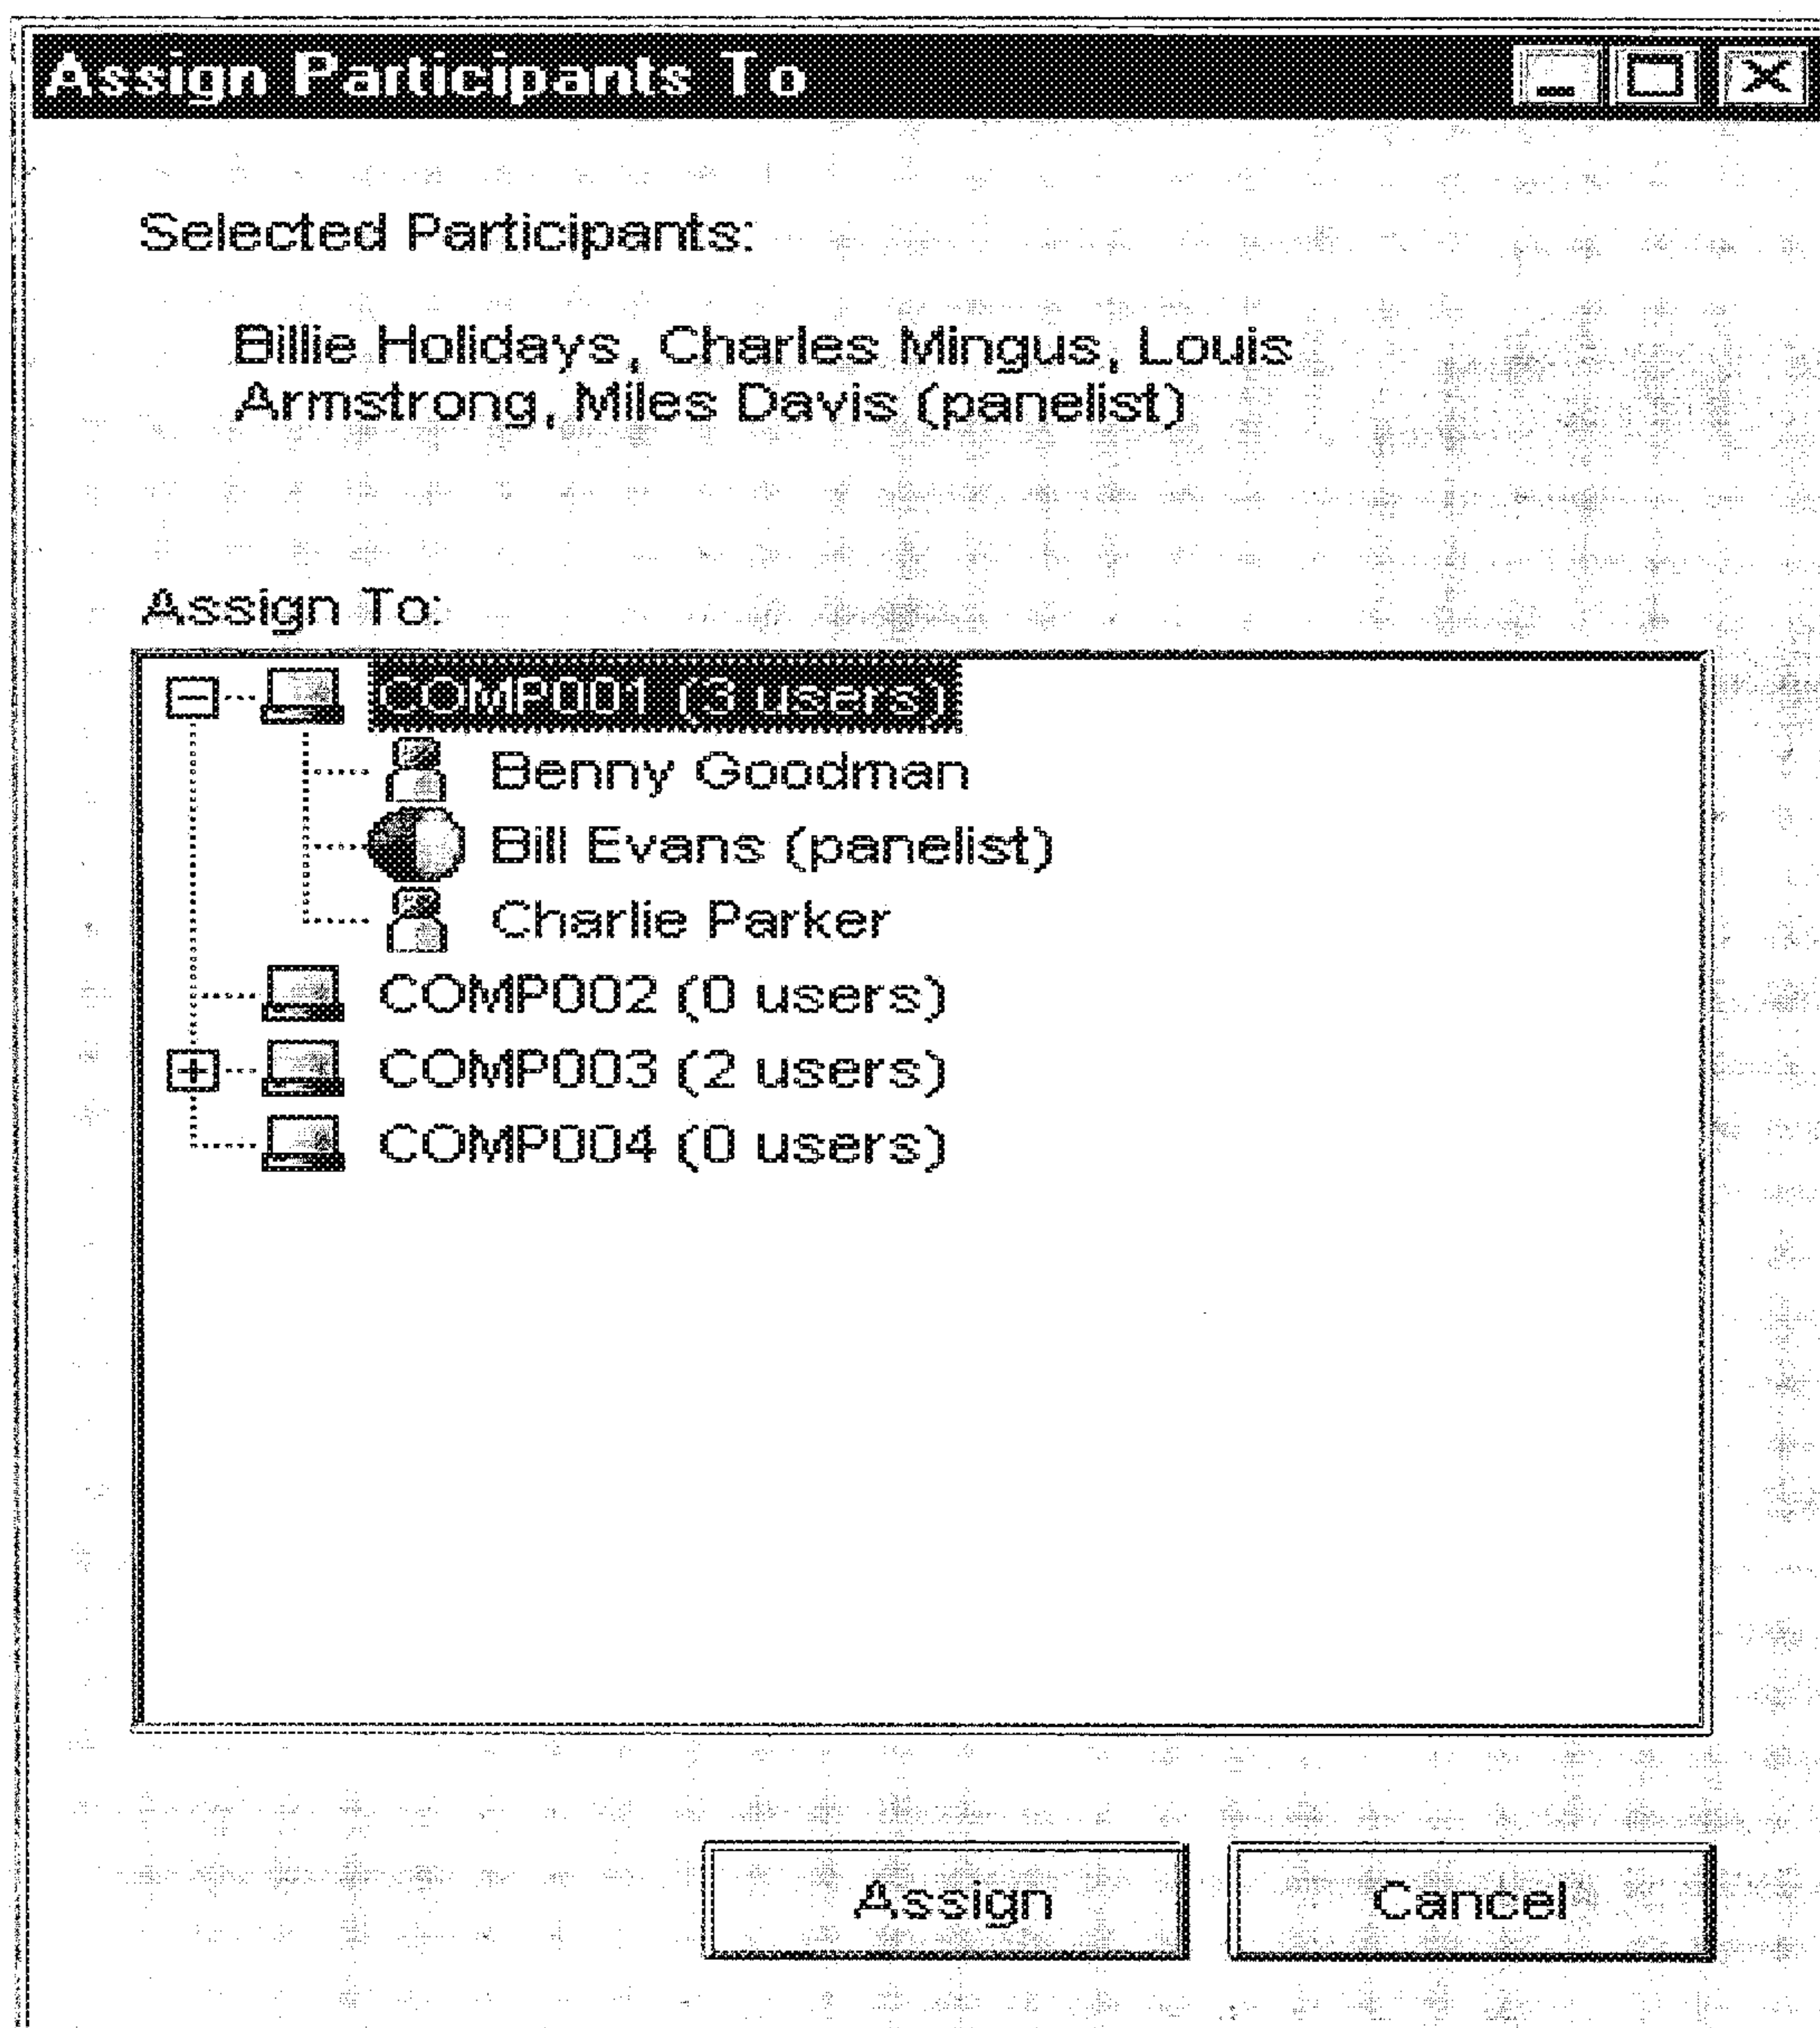 Assign Participants To
Selected Participants:
Billie Holidays, Charles Mingus, Louis
Armstrong, Miles Davis (panelist)
Assign To:
COMP001 (3 users)
Benny Goodman
Bill Evans (panelist)
Charlie Parker
COMP002 (0 users)
COMP003 (2 users)
COMP004 (0 users)
Assign Cancel